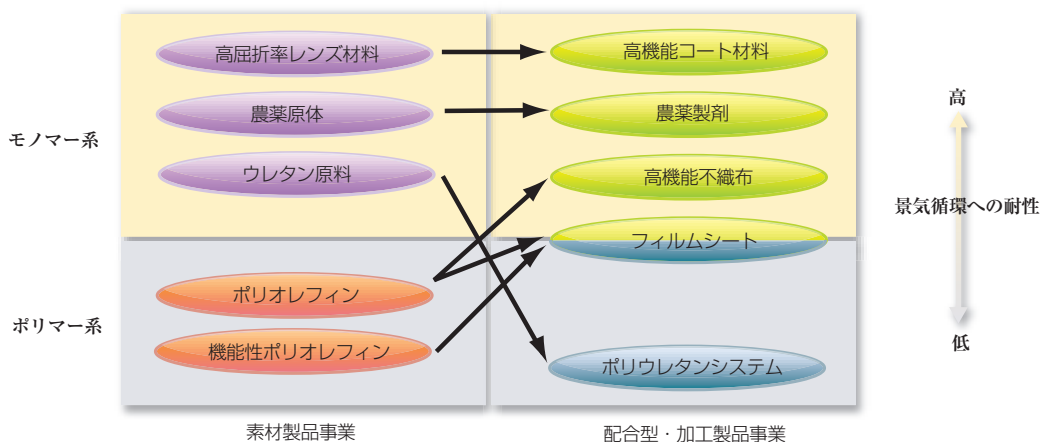 高屈折率レンズ材料
高機能コート材料
農薬原体
農薬製剤
モノマー系
ウレタン原料
高機能不織布
フィルムシート
ポリオレフィン
ポリマー系
機能性ポリオレフィン
ポリウレタンシステム
素材製品事業
配合型・加工製品事業
高
景気循環への耐性
低